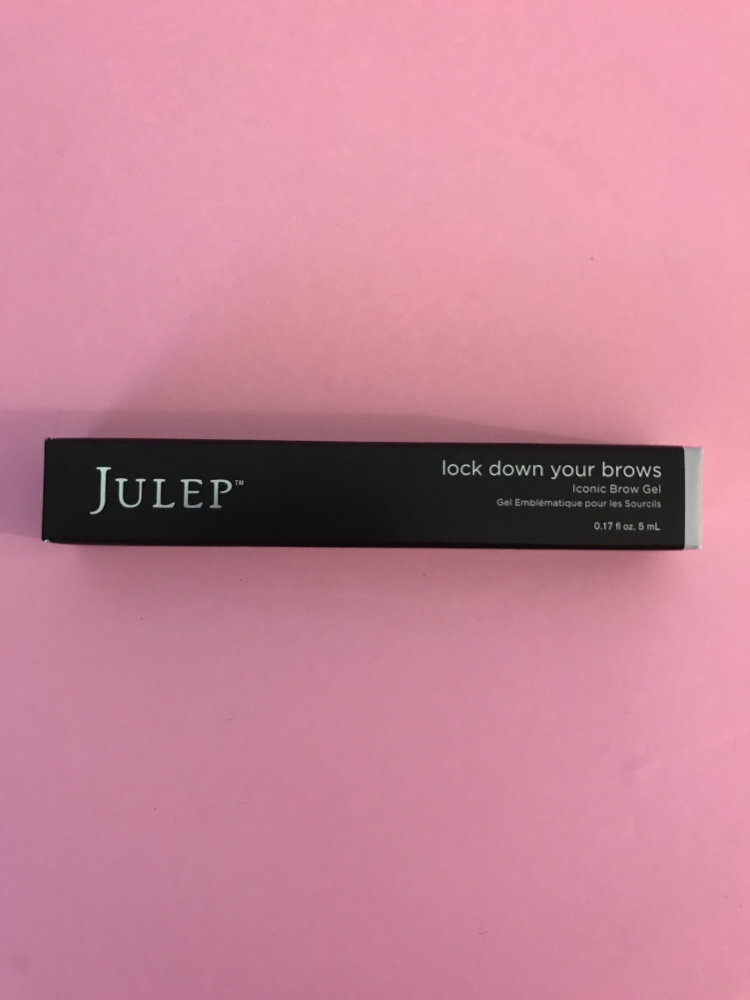 JULEP™
lock down your brows
Iconic Brow Gel
Gel Emblématique pour les Sourcils
0.17 fl oz, 5 mL